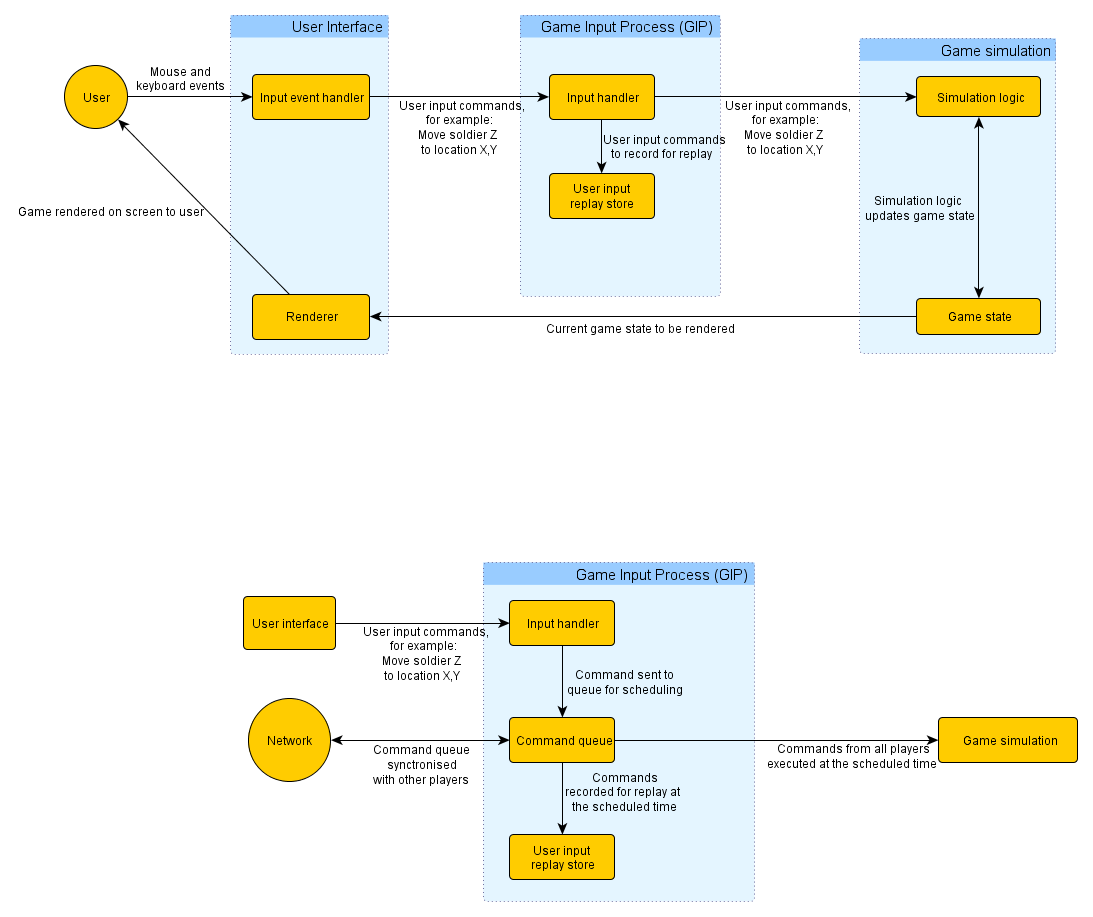 User Interface
Game Input Process (GIP)
Game simulation
User
Mouse and
keyboard events
Input event handler
User input commands,
for example:
Move soldier Z
to location X,Y
Input handler
User input commands,
for example:
Move soldier Z
to location X,Y
Simulation logic
User input commands
to record for replay
User input
replay store
Game rendered on screen to user
Simulation logic
updates game state
Renderer
Current game state to be rendered
Game state
Game Input Process (GIP)
User interface
User input commands,
for example:
Move soldier Z
to location X,Y
Input handler
Command sent to
queue for scheduling
Network
Command queue
synctronised
with other players
Command queue
Commands from all players
executed at the scheduled time
Game simulation
Commands
recorded for replay at
the scheduled time
User input
replay store